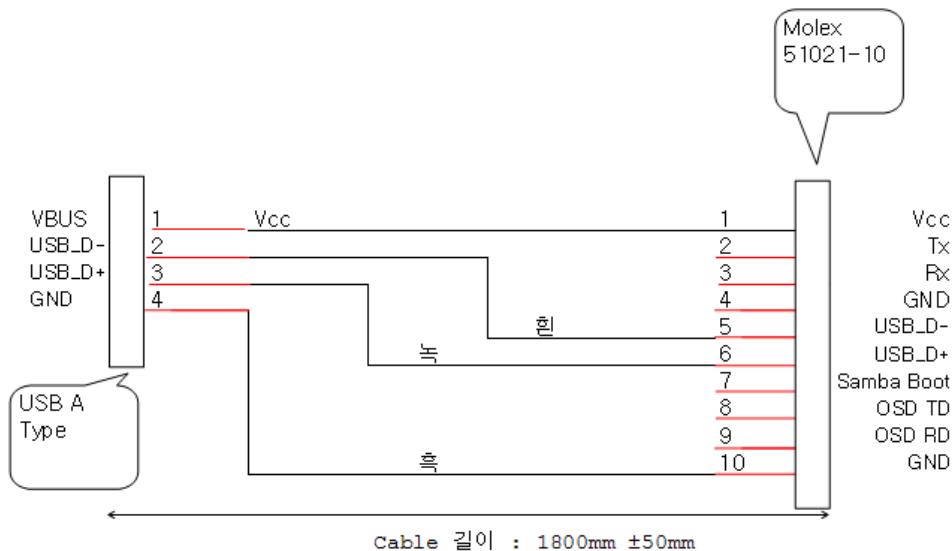 Molex
51021-10
VBUS 1 Vcc 1 Vcc
USB_D- 2 2 Tx
USB_D+ 3 3 Rx
GND 4 4 GND
흰 5 USB_D-
녹 6 USB_D+
7 Samba Boot
8 OSD TD
9 OSD RD
흑 10 GND
USB A
Type
Cable 길이 : 1800mm ±50mm